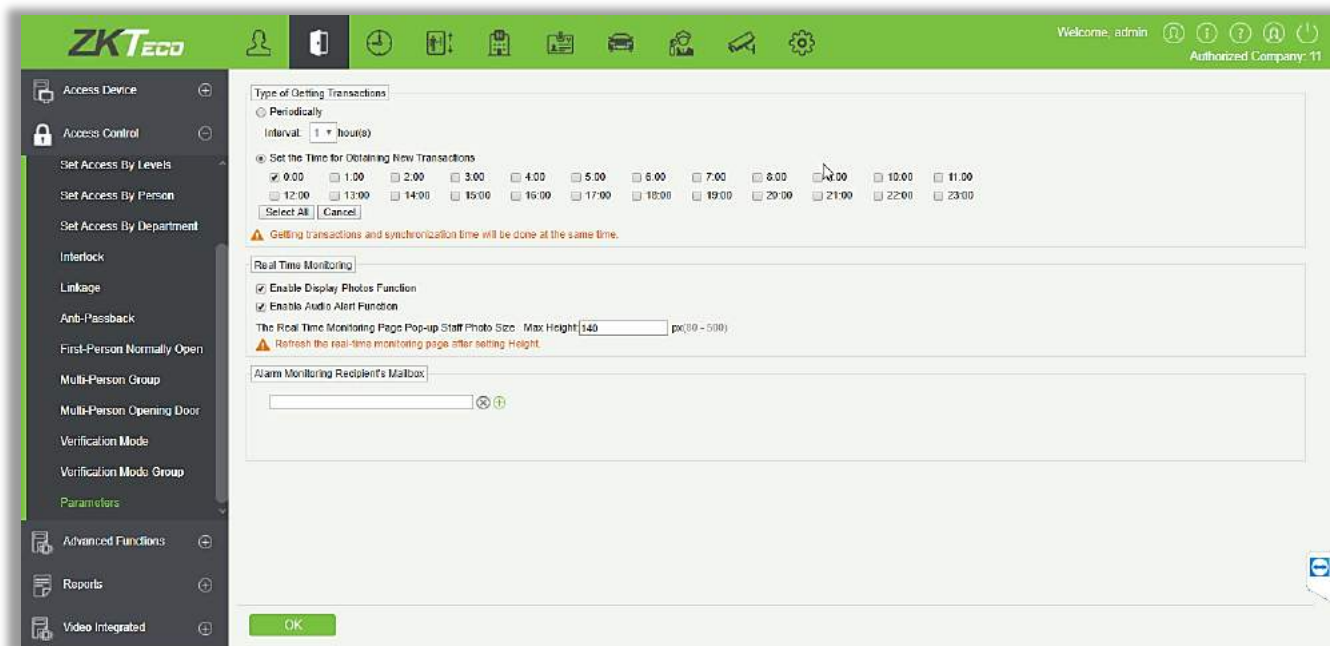 ZKTECO
Welcome, admin
Authorized Company: 11
Access Device
Access Control
Set Access By Levels
Set Access By Person
Set Access By Department
Interlock
Linkage
Anti-Passback
First-Person Normally Open
Multi-Person Group
Multi-Person Opening Door
Verification Mode
Verification Mode Group
Parameters
Advanced Functions
Reports
Video Integrated
Type of Getting Transactions
Periodically
Interval: 1 hour(s)
Set the Time for Obtaining New Transactions
0:00 1:00 2:00 3:00 4:00 5:00 6:00 7:00 8:00 10:00 11:00
12:00 13:00 14:00 15:00 16:00 17:00 18:00 19:00 20:00 21:00 22:00 23:00
Select All Cancel
Getting transactions and synchronization time will be done at the same time.
Real Time Monitoring
Enable Display Photos Function
Enable Audio Alert Function
The Real Time Monitoring Page Pop-up Staff Photo Size Max Height: 140 px(80 - 500)
Refresh the real-time monitoring page after setting Height.
Alarm Monitoring Recipient's Mailbox
OK